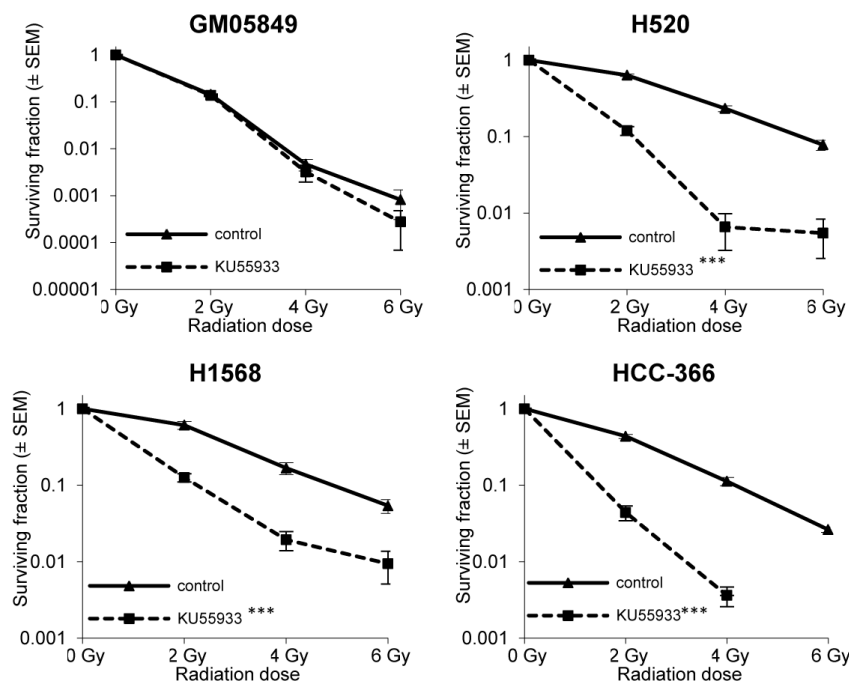 GM05849
Surviving fraction (± SEM)
1
0.1
0.01
0.001
0.0001
0.00001
control
KU55933
0 Gy 2 Gy 4 Gy 6 Gy
Radiation dose
H520
Surviving fraction (± SEM)
1
0.1
0.01
0.001
control
KU55933 ***
0 Gy 2 Gy 4 Gy 6 Gy
Radiation dose
H1568
Surviving fraction (± SEM)
1
0.1
0.01
0.001
control
KU55933 ***
0 Gy 2 Gy 4 Gy 6 Gy
Radiation dose
HCC-366
Surviving fraction (± SEM)
1
0.1
0.01
0.001
control
KU55933***
0 Gy 2 Gy 4 Gy 6 Gy
Radiation dose